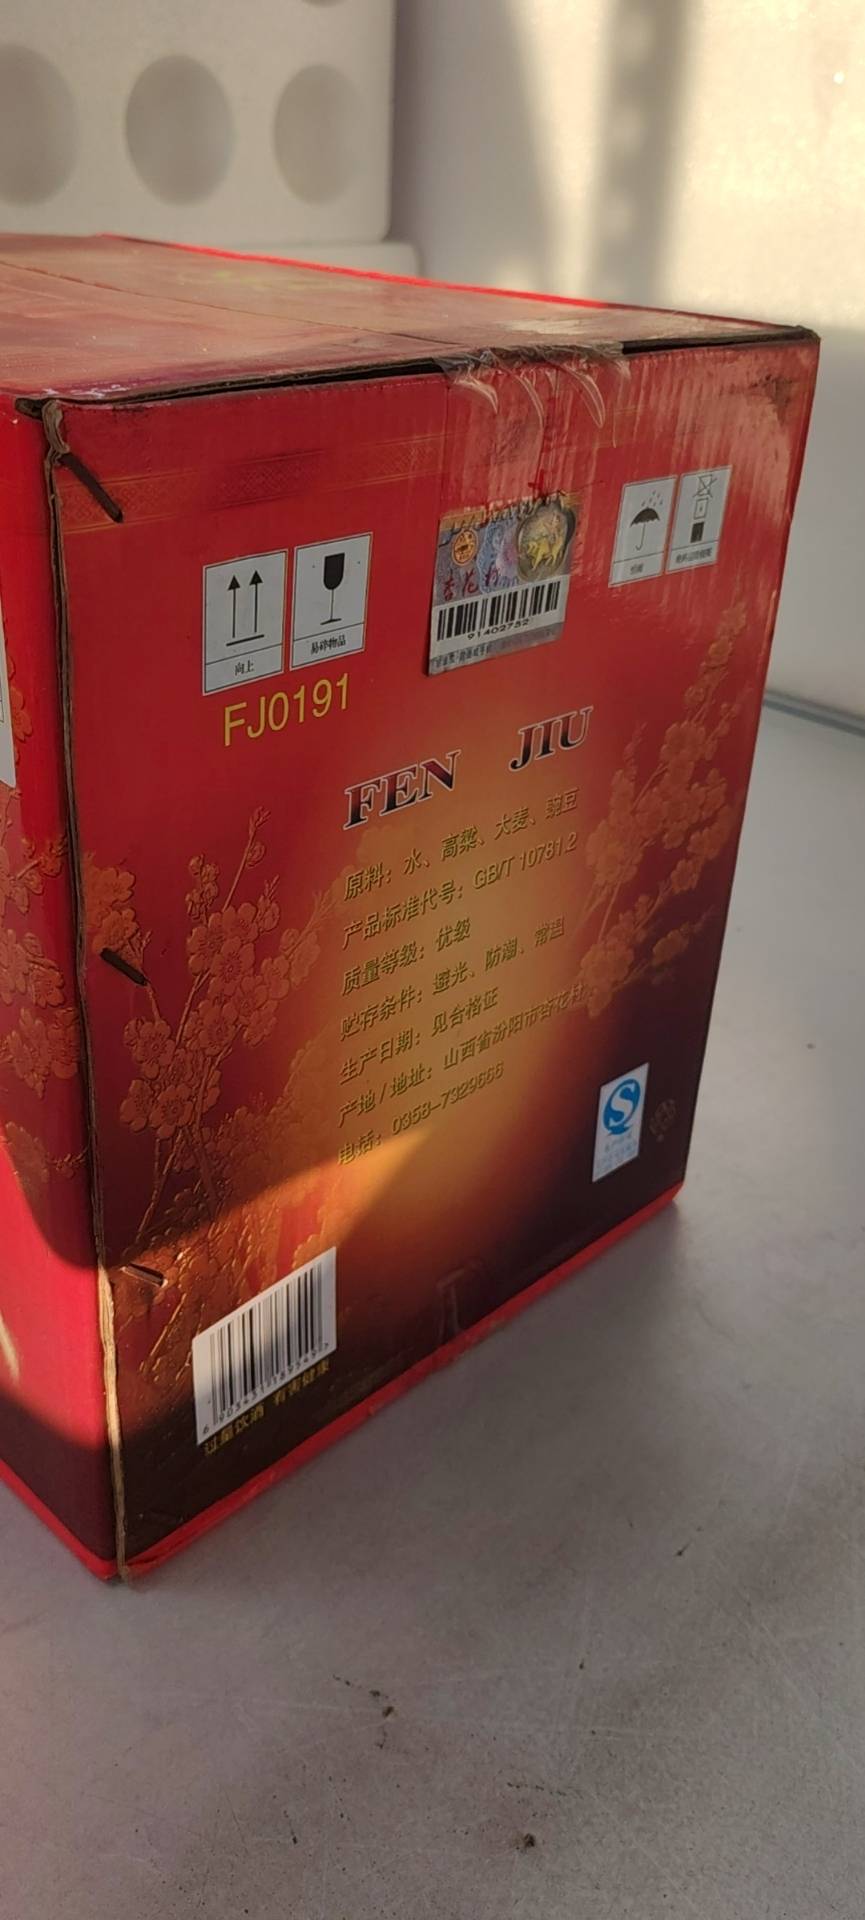 向上
易碎物品
杏花村
91402752
怕雨
FJ0191
FEN JIU
原料：水、高粱、大麦、豌豆
产品标准代号：GB/T 10781.2
质量等级：优级
贮存条件：避光、防潮、常温
生产日期：见合格证
产地/地址：山西省汾阳市杏花村
电话：0358-7329666
过量饮酒 有害健康